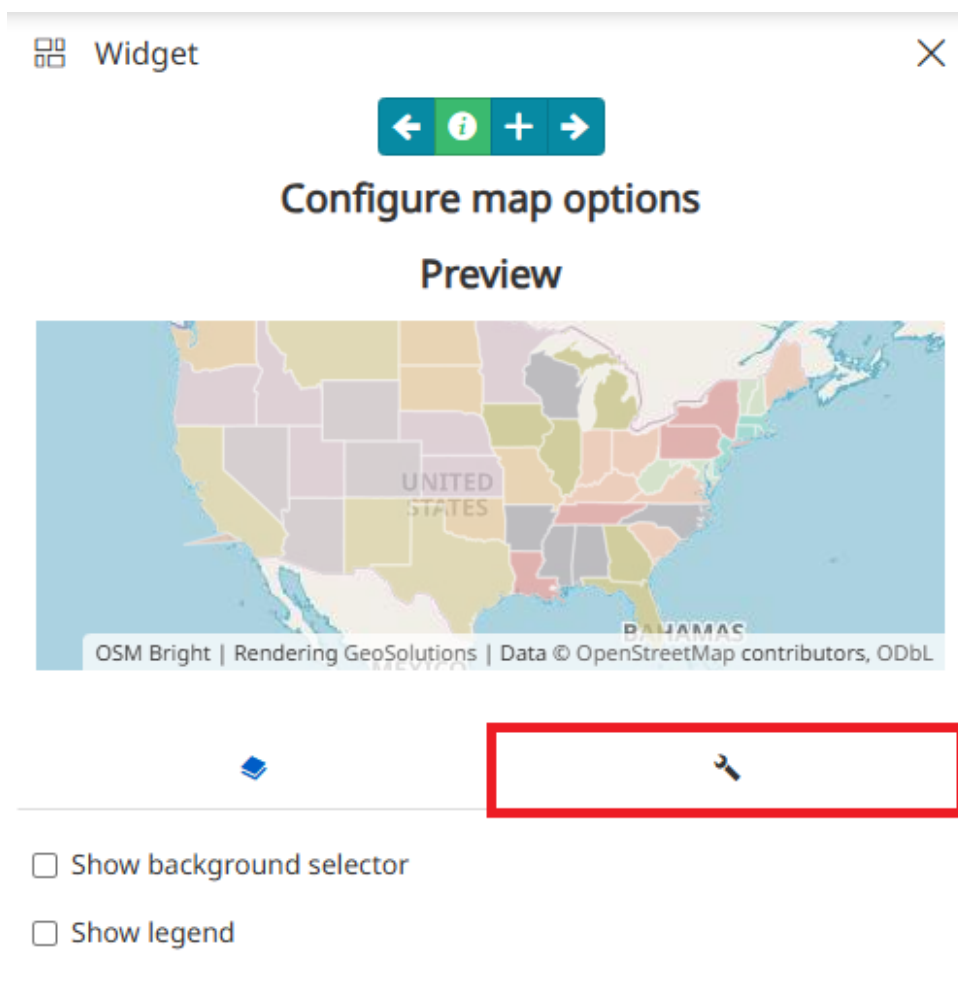 Widget
Configure map options
Preview
UNITED
STATES
BAHAMAS
OSM Bright | Rendering GeoSolutions | Data © OpenStreetMap contributors, ODbL
MEXICO
Show background selector
Show legend